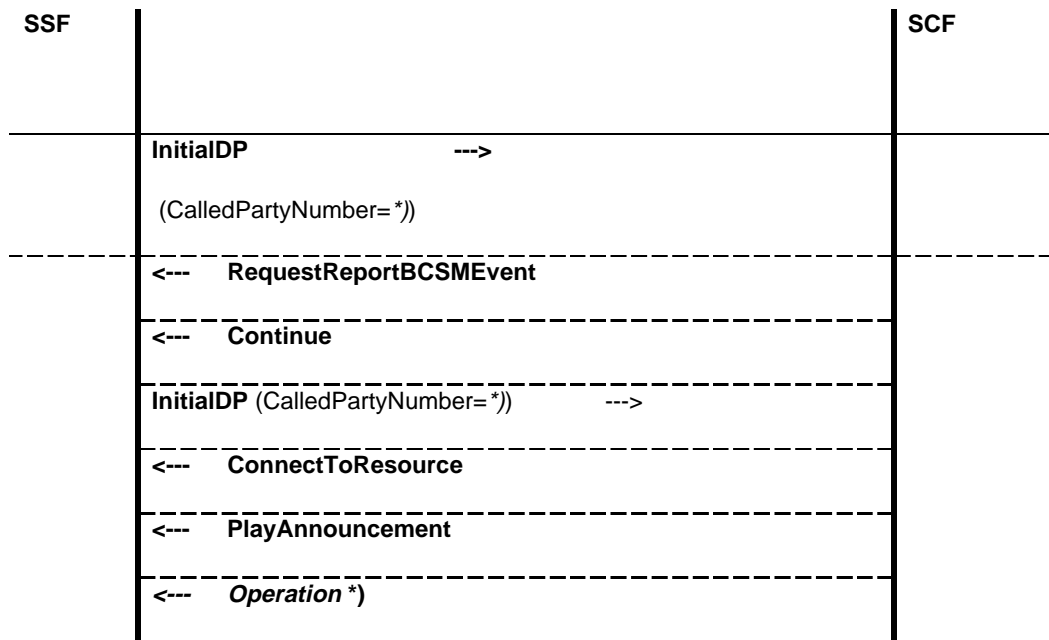 SSF SCF
InitialDP --->
(CalledPartyNumber=*))
<--- RequestReportBCSMEvent
<--- Continue
InitialDP (CalledPartyNumber=*)) --->
<--- ConnectToResource
<--- PlayAnnouncement
<--- Operation *)